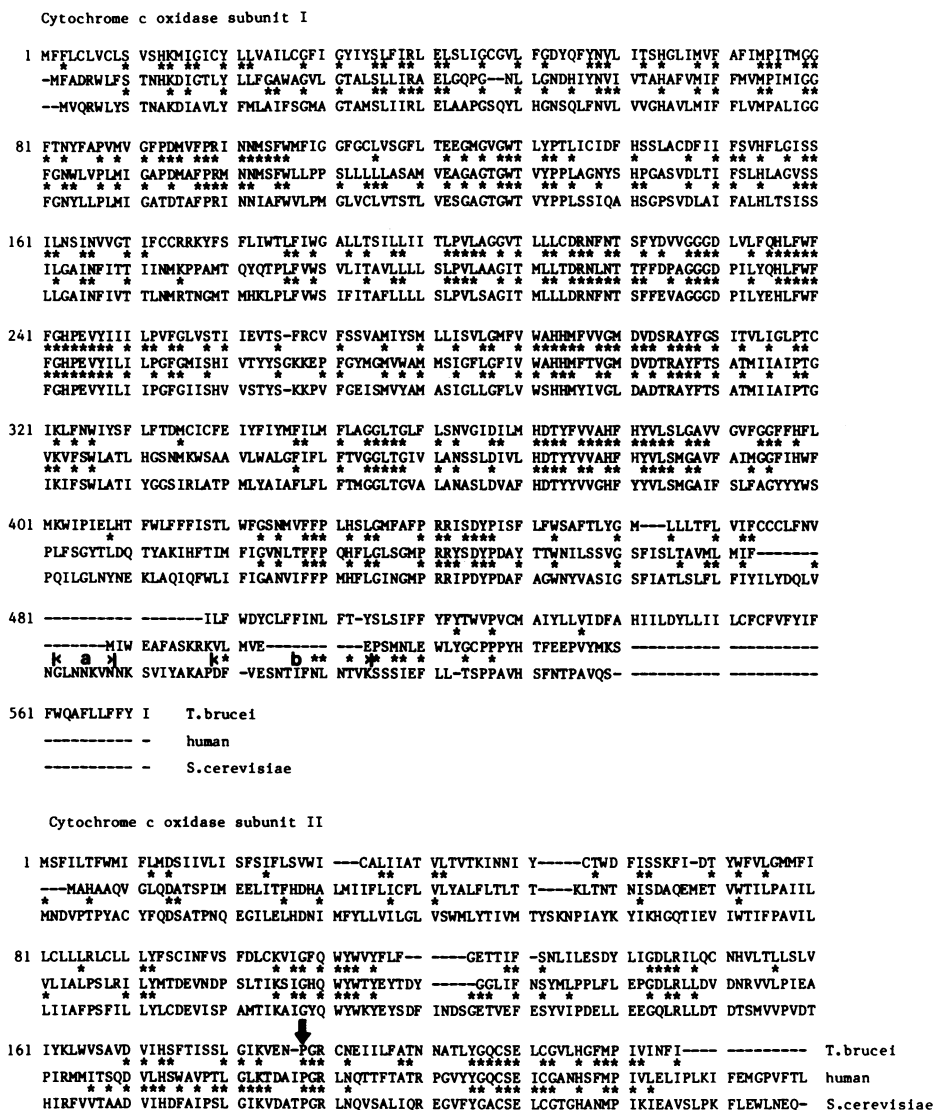 Cytochrome c oxidase subunit I
1 MFFLCLVCLS VSHKMIGICY LLVAILCGFI GYIYSLFIRL ELSLIGCGVL FGDYQFYNVL ITSHGLIMVF AFIMPITMGG
-MFADRWLFS TNHKDIGTLY LLFGAWAGVL GTALSLLIRA ELGQPGN-NL LGNDHIYNVI VTAHAFVMIF FMVMPIMIGG
--MVQRWLYS TNAKDIAVLY FMLAIFSGMA GTAMSLIIRL ELAAPGSQYL HGNSQLFNVL VVGHAVLMIF FLVMPALIGG
81 FTNYFAPVMV GFPDMVFPRI NNMSFWMFIG GFGCLVSGFL TEEGMGVGWT LYPTLICIDF HSSLACDFII FSVHFLGISS
FGNWLVPLMI GAPDMAFPRM NNMSFWLLPP SLLLLLASAM VEAGAGTGWT VYPPLAGNYS HPGASVDLTI FSLHLAGVSS
FGNYLLPLMI GATDTAFPRI NNIAFWVLPM GLVCLVTSTL VESGAGTGWT VYPPLSSIQA HSGPSVDLAI FALHLTSISS
161 ILNSINVVGT IFCCRRKYFS FLIWTLFIWG ALLTSILLII TLPVLAGGVT LLLCDRNFNT SFYDVVGGGD LVLFQHLFWF
ILGAINFITT IINMKPPAMT QYQTPLFVWS VLITAVLLLL SLPVLAAGIT MLLTDRNLNT TFFDPAGGGD PILYQHLFWF
LLGAINFIVT TLNMRTNGMT MHKLPLFVWS IFITAFLLLL SLPVLSAGIT MLLLDRNFNT SFFEVAGGGD PILYEHLFWF
241 FGHPEVYIII LPVFGLVSTI IEVTS-FRCV FSSVAMIYSM LLISVLGMFV WAHHMFVVGM DVDSRAYFGS ITVLIGLPTC
FGHPEVYILI LPGFGMISHI VTYYSGKKEP FGYMGMVWAM MSIGFLGFIV WAHHMFTVGM DVDTRAYFTS ATMIIAIPTG
FGHPEVYILI IPGFGIISHV VSTYS-KKPV FGEISMVYAM ASIGLLGFLV WSHHMYIVGL DADTRAYFTS ATMIIAIPTG
321 IKLFNWIYSF LFTDMCICFE IYFIYMFILM FLAGGLTGLF LSNVGIDILM HDTYFVVAHF HYVLSLGAVV GVFGGFFHFL
VKVFSWLATL HGSNMKWSAA VLWALGFIFL FTVGGLTGIV LANSSLDIVL HDTYYVVAHF HYVLSMGAVF AIMGGFIHWF
IKIFSWLATI YGGSIRLATP MLYAIAFLFL FTMGGLTGVA LANASLDVAF HDTYYVVGHF YYVLSMGAIF SLFAGYYYWS
401 MKWIPIELHT FWLFFFISTL WFGSNMVFFP LHSLGMFAFP RRISDYPISF LFWSAFTLYG M---LLLTFL VIFCCCLFNV
PLFSGYTLDQ TYAKIHFTIM FIGVNLTFFP QHFLGLSGMP RRYSDYPDAY TTWNILSSVG SFISLTAVML MIF-------
PQILGLNYNE KLAQIQFWLI FIGANVIFFP MHFLGINGMP RRIPDYPDAF AGWNYVASIG SFIATLSLFL FIYILYDQLV
481 ---------- -------ILF WDYCLFFINL FT-YSLSIFF YFYTWVPVCM AIYLLVIDFA HIILDYLLII LCFCFVFYIF
-------MIW EAFASKRKVL MVE------- --EPSMNLE WLYGCPPPYH TFEEPVYMKS ---------- ----------
a b
NGLNNKVNNK SVIYAKAPDF -VESNTIFNL NTVKSSSIEF LL-TSPPAVH SFNTPAVQS- ---------- ----------
561 FWQAFLLFFY I T.brucei
---------- - human
---------- - S.cerevisiae
Cytochrome c oxidase subunit II
1 MSFILTFWMI FLMDSIIVLI SFSIFLSVWI ---CALIIAT VLTVTKINNI Y----CTWD FISSKFI-DT YWFVLGMMFI
---MAHAAQV GLQDATSPIM EELITFHDHA LMIIFLICFL VLYALFLTLT T----KLTNT NISDAQEMET VWTILPAIIL
MNDVPTPYAC YFQDSATPNQ EGILELHDNI MFYLLVILGL VSWMLYTIVM TYSKNPIAYK YIKHGQTIEV IWTIFPAVIL
81 LCLLLRLCLL LYFSCINFVS FDLCKVIGFQ WYWVYFLF-- ----GETTIF -SNLILESDY LIGDLRILQC NHVLTLLSLV
VLIALPSLRI LYMTDEVNDP SLTIKSIGHQ WYWTYEYTDY -----GGLIF NSYMLPPLFL EPGDLRLLDV DNRVVLPIEA
LIIAFPSFIL LYLCDEVISP AMTIKAIGYQ WYWKYEYSDF INDSGETVEF ESYVIPDELL EEGQLRLLDT DTSMVVPVDT
161 IYKLWVSAVD VIHSFTISSL GIKVEN-PGR CNEIILFATN NATLYGQCSE LCGVLHGFMP IVINFI---- ---------- T.brucei
PIRMMITSQD VLHSWAVPTL GLKTDAIPGR LNQTTFTATR PGVYYGQCSE ICGANHSFMP IVLELIPLKI FEMGPVFTL human
HIRFVVTAAD VIHDFAIPSL GIKVDATPGR LNQVSALIQR EGVFYGACSE LCGTGHANMP IKIEAVSLPK FLEWLNEQ- S.cerevisiae